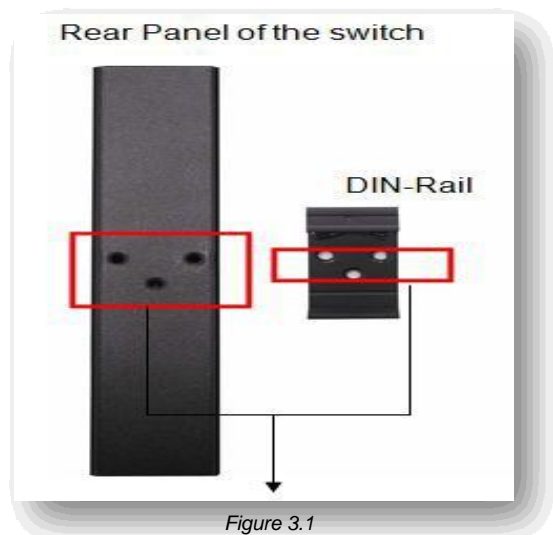 Rear Panel of the switch
DIN-Rail
Figure 3.1